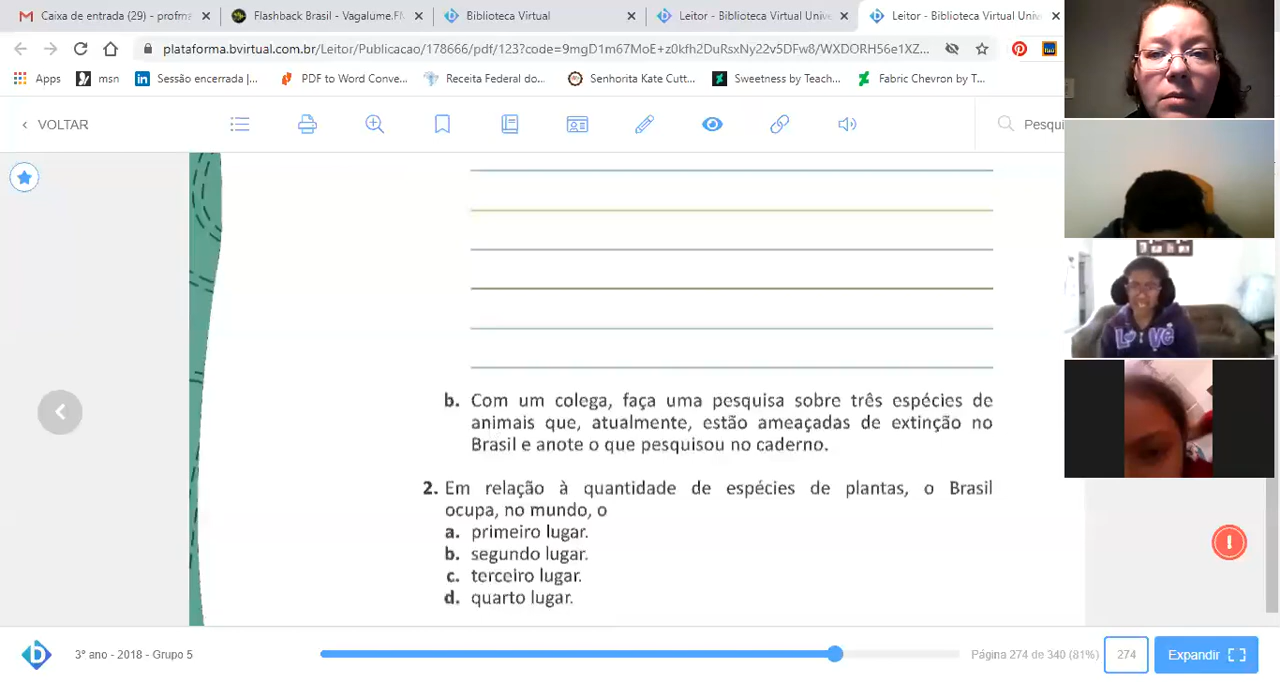 Caixa de entrada (29) - profma
Flashback Brasil - Vagalume.FM
Biblioteca Virtual
Leitor - Biblioteca Virtual Unive
Leitor - Biblioteca Virtual Univ
plataforma.bvirtual.com.br/Leitor/Publicacao/178666/pdf/123?code=9mgD1m67MoE+z0kfh2DuRsxNy22v5DFw8/WXDORH56e1XZ...
Apps
msn
Sessão encerrada |...
PDF to Word Conve...
Receita Federal do...
Senhorita Kate Cutt...
Sweetness by Teach...
Fabric Chevron by T...
VOLTAR
Pesqui
b. Com um colega, faça uma pesquisa sobre três espécies de
animais que, atualmente, estão ameaçadas de extinção no
Brasil e anote o que pesquisou no caderno.
2. Em relação à quantidade de espécies de plantas, o Brasil
ocupa, no mundo, o
a. primeiro lugar.
b. segundo lugar.
c. terceiro lugar.
d. quarto lugar.
Love
3º ano - 2018 - Grupo 5
Página 274 de 340 (81%)
274
Expandir